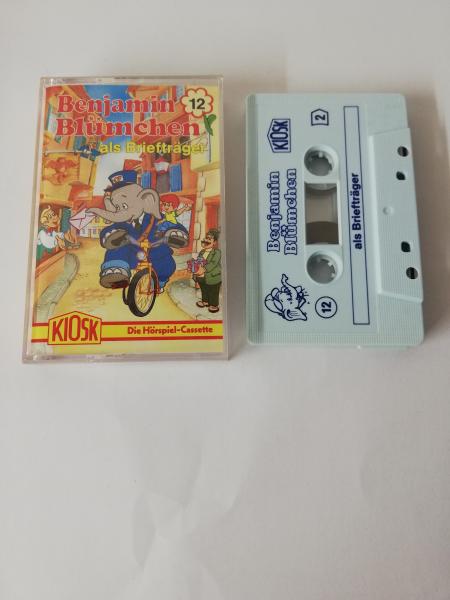 Benjamin
Blümchen
12
als Briefträger
KIOSK
Die Hörspiel-Cassette
KIOSK
2
Benjamin
Blümchen
als Briefträger
12